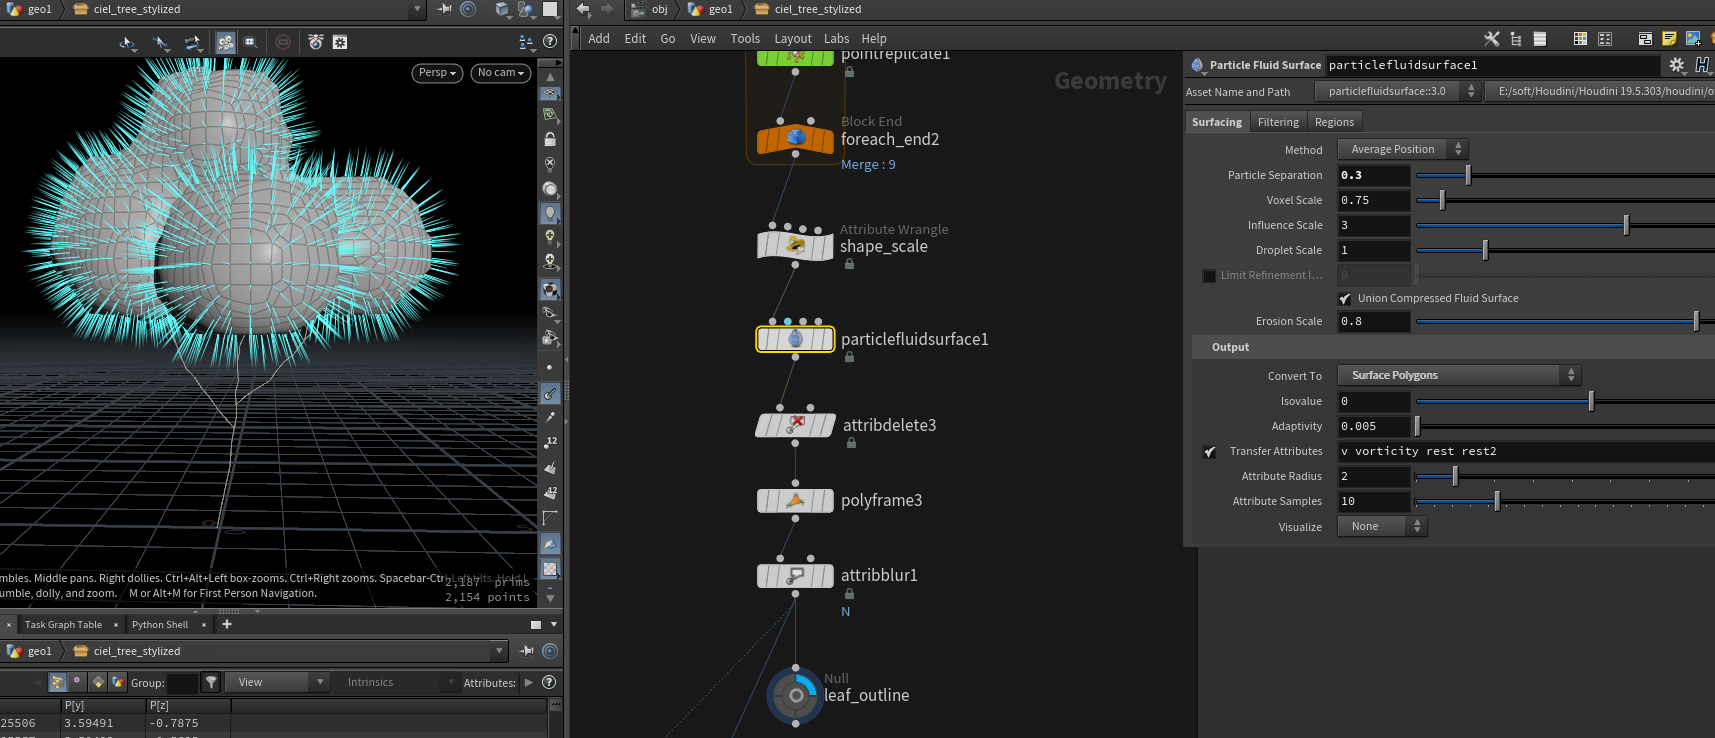 geo1 ciel_tree_stylized
Persp
No cam
mbles. Middle pans. Right dollies. Ctrl+Alt+Left box-zooms. Ctrl+Right zooms. Spacebar-Ctrl-Left tilts. Hold L
umble, dolly, and zoom. M or Alt+M for First Person Navigation.
2,187 prims
2,154 points
Task Graph Table
Python Shell
geo1 ciel_tree_stylized
Group:
View
Intrinsics
Attributes:
P[y] P[z]
25506 3.59491 -0.7875
obj geo1 ciel_tree_stylized
Add Edit Go View Tools Layout Labs Help
Geometry
pointreplicate1
Block End
foreach_end2
Merge : 9
Attribute Wrangle
shape_scale
particlefluidsurface1
attribdelete3
polyframe3
attribblur1
N
Null
leaf_outline
Particle Fluid Surface particlefluidsurface1
Asset Name and Path particlefluidsurface::3.0 E:/soft/Houdini/Houdini 19.5.303/houdini/o
Surfacing Filtering Regions
Method Average Position
Particle Separation 0.3
Voxel Scale 0.75
Influence Scale 3
Droplet Scale 1
Limit Refinement I... 0
Union Compressed Fluid Surface
Erosion Scale 0.8
Output
Convert To Surface Polygons
Isovalue 0
Adaptivity 0.005
Transfer Attributes v vorticity rest rest2
Attribute Radius 2
Attribute Samples 10
Visualize None